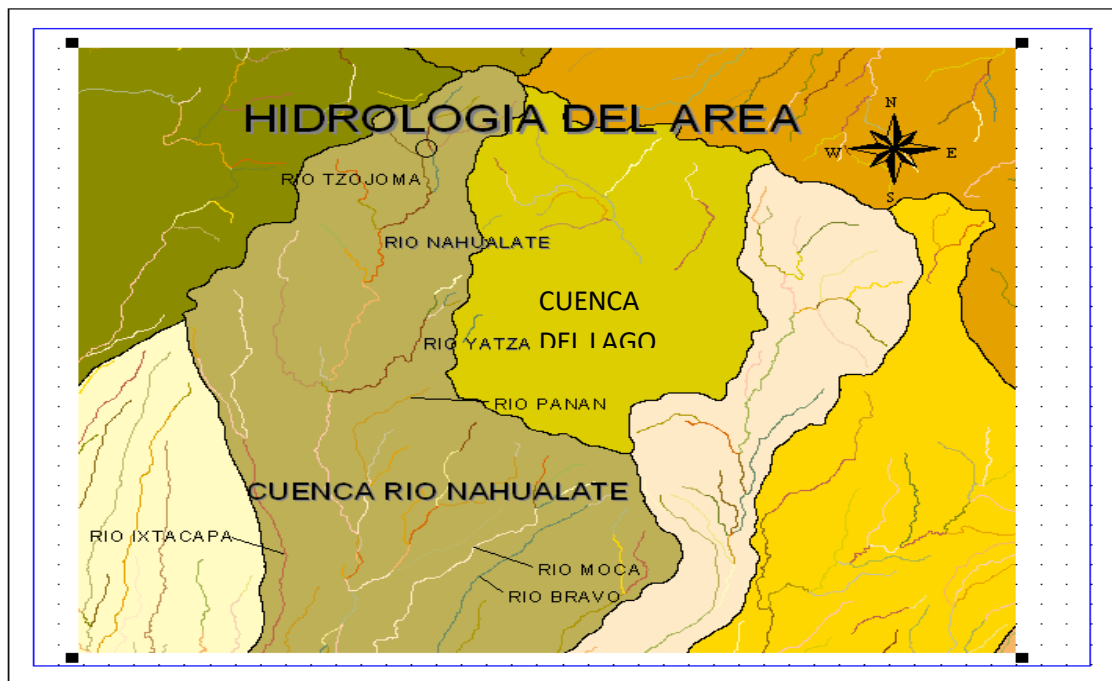 HIDROLOGIA DEL AREA
N
W
E
S
RIO TZOJOMA
RIO NAHUALATE
CUENCA
DEL LAGO
RIO YATZA
RIO PANAN
CUENCA RIO NAHUALATE
RIO IXTACAPA
RIO MOCA
RIO BRAVO